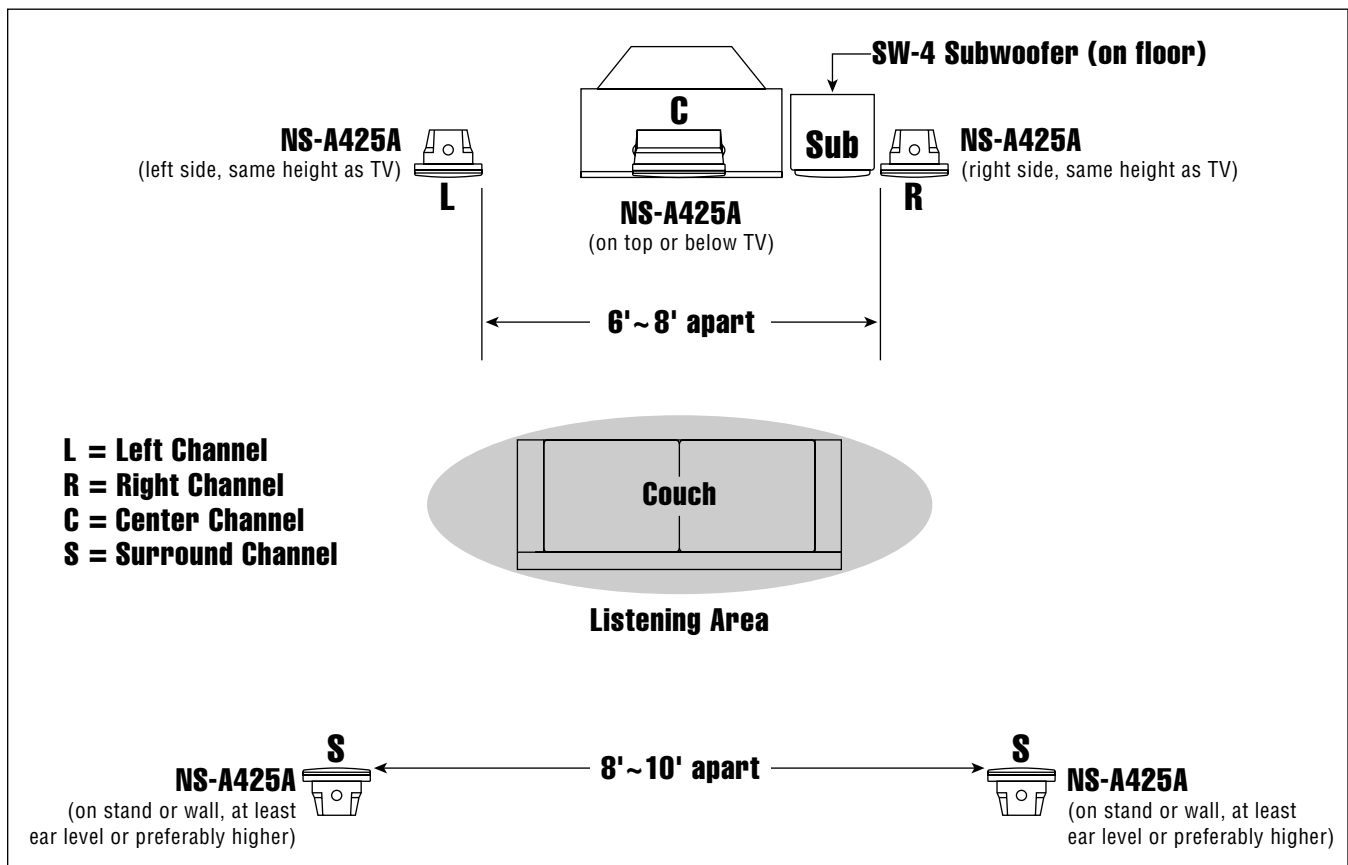 SW-4 Subwoofer (on floor)
C
Sub
NS-A425A
(left side, same height as TV)
L
NS-A425A
(right side, same height as TV)
R
NS-A425A
(on top or below TV)
6'~8' apart
L = Left Channel
R = Right Channel
C = Center Channel
S = Surround Channel
Couch
Listening Area
S
NS-A425A
(on stand or wall, at least
ear level or preferably higher)
8'~10' apart
S
NS-A425A
(on stand or wall, at least
ear level or preferably higher)